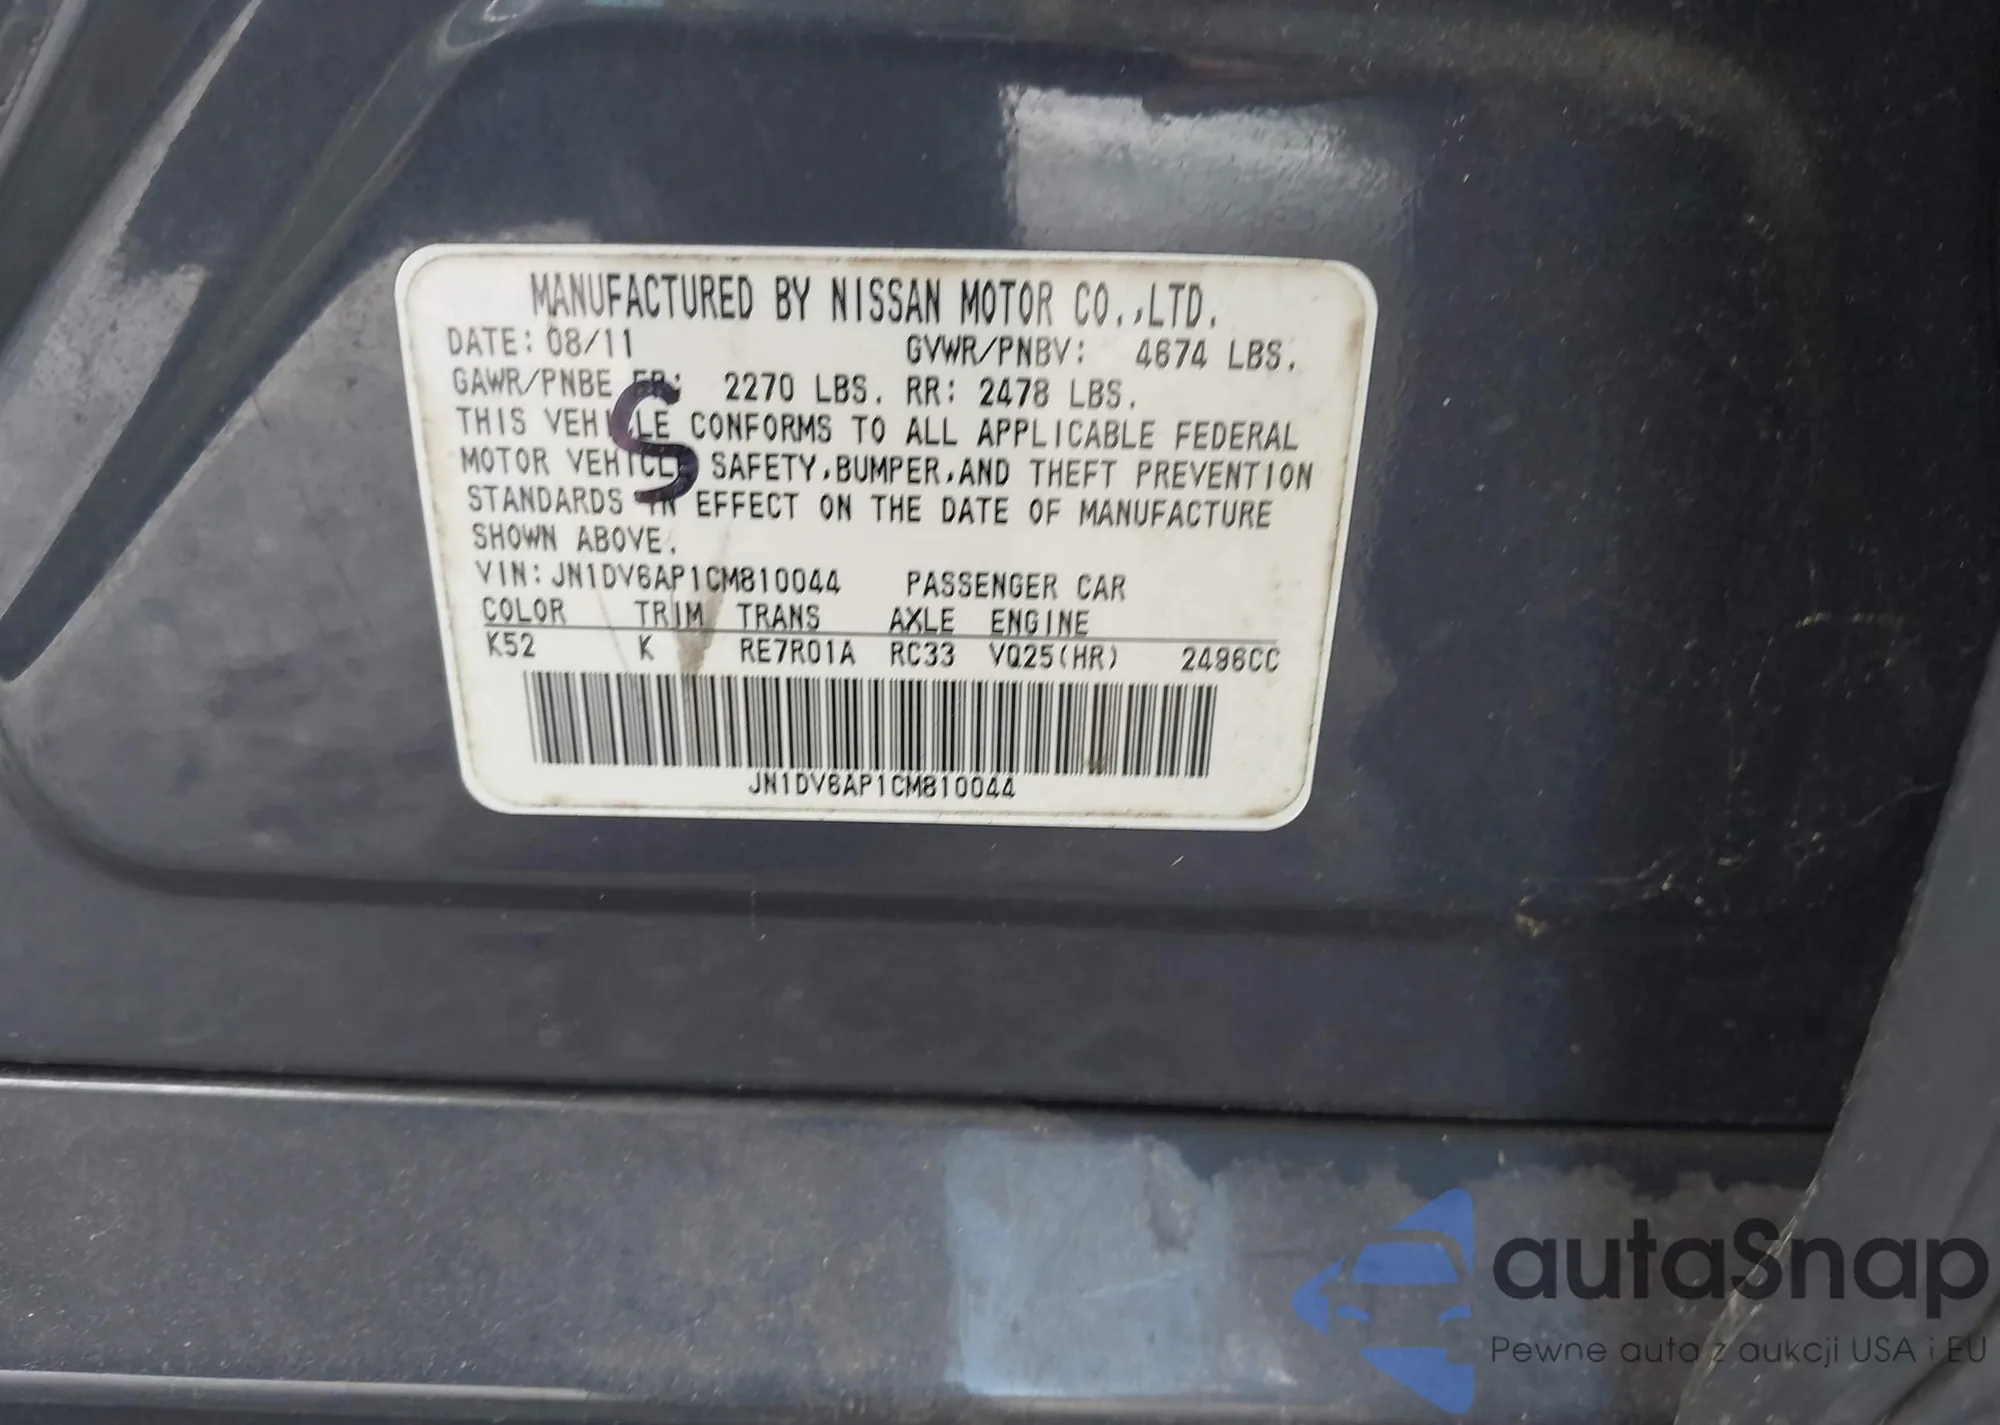 MANUFACTURED BY NISSAN MOTOR CO.,LTD.
DATE: 08/11 GVWR/PNBV: 4674 LBS.
GAWR/PNBE FR: 2270 LBS. RR: 2478 LBS.
THIS VEHICLE CONFORMS TO ALL APPLICABLE FEDERAL
MOTOR VEHICLE SAFETY,BUMPER,AND THEFT PREVENTION
STANDARDS IN EFFECT ON THE DATE OF MANUFACTURE
SHOWN ABOVE.
S
VIN: JN1DV6AP1CM810044 PASSENGER CAR
COLOR TRIM TRANS AXLE ENGINE
K52 K RE7R01A RC33 VQ25(HR) 2496CC
JN1DV6AP1CM810044
autaSnap
Pewne auta z aukcji USA i EU